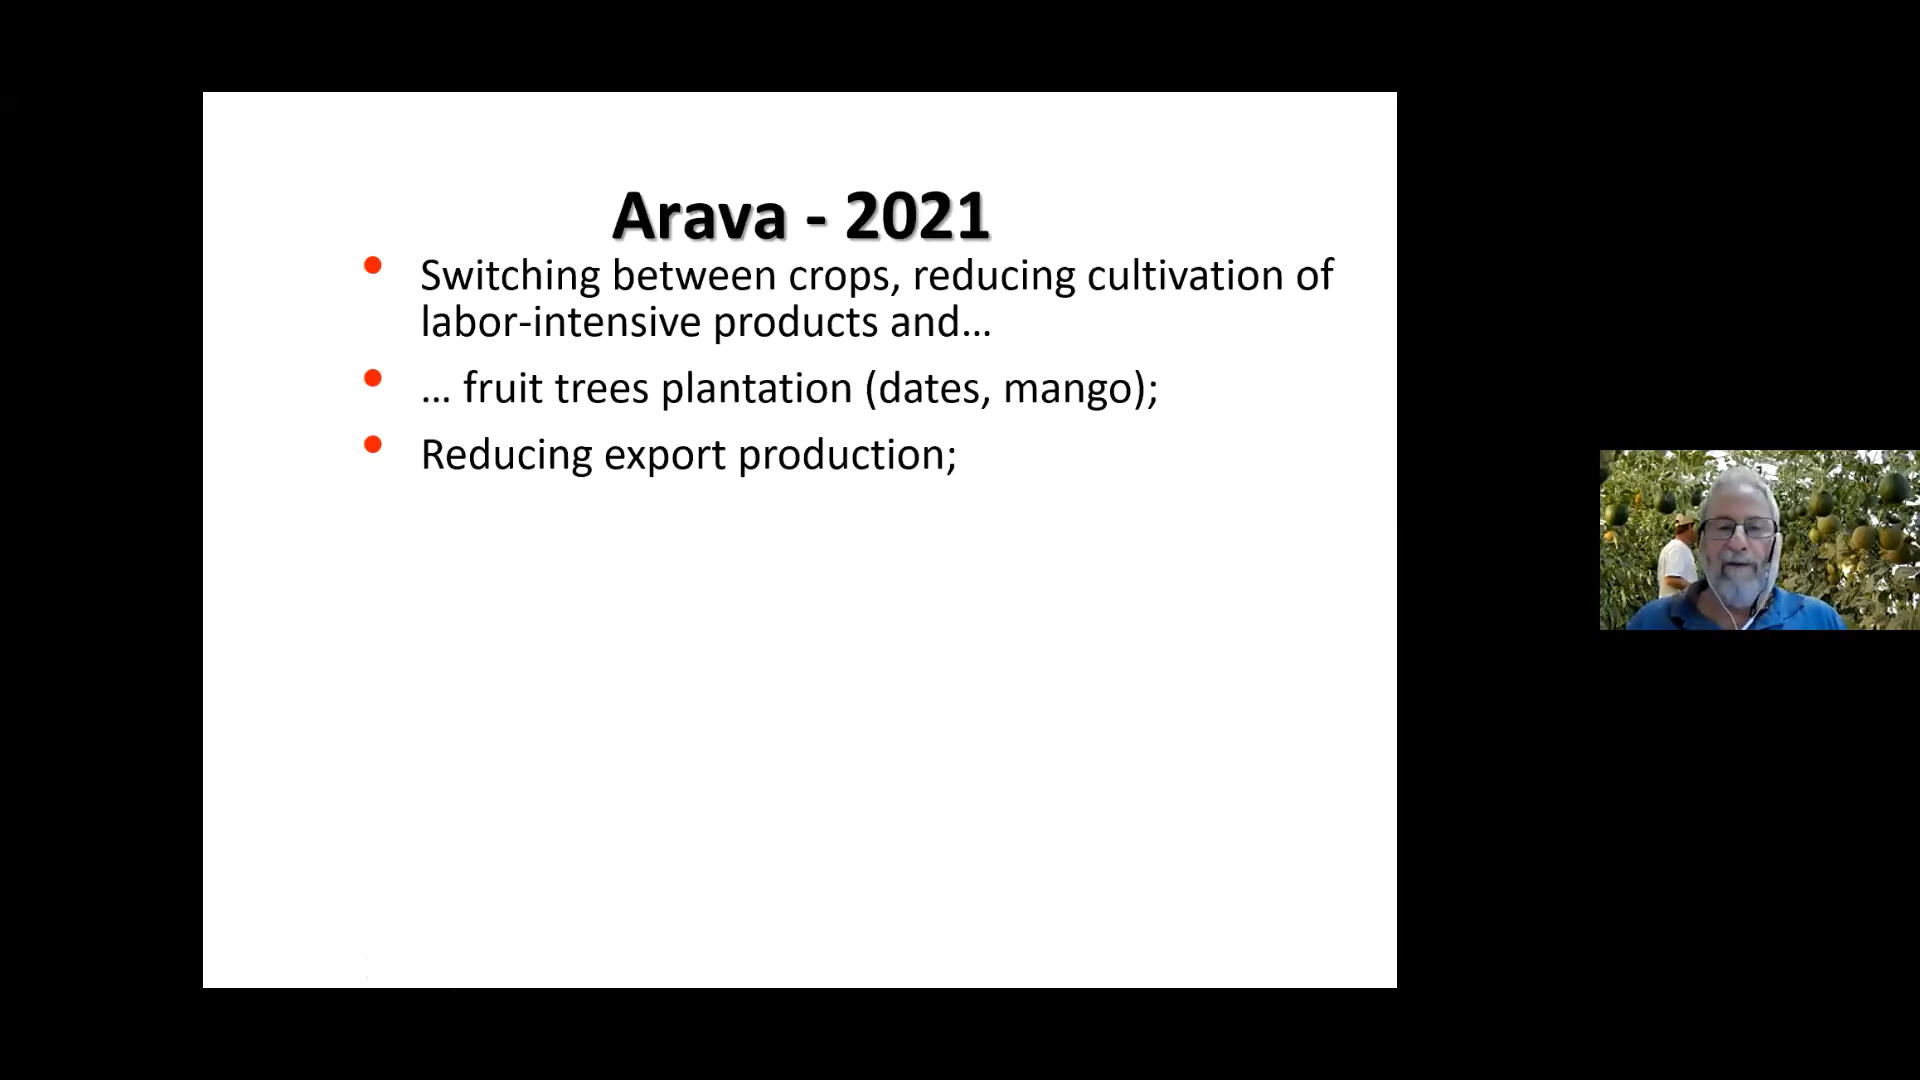 Arava - 2021
Switching between crops, reducing cultivation of
labor-intensive products and…
… fruit trees plantation (dates, mango);
Reducing export production;